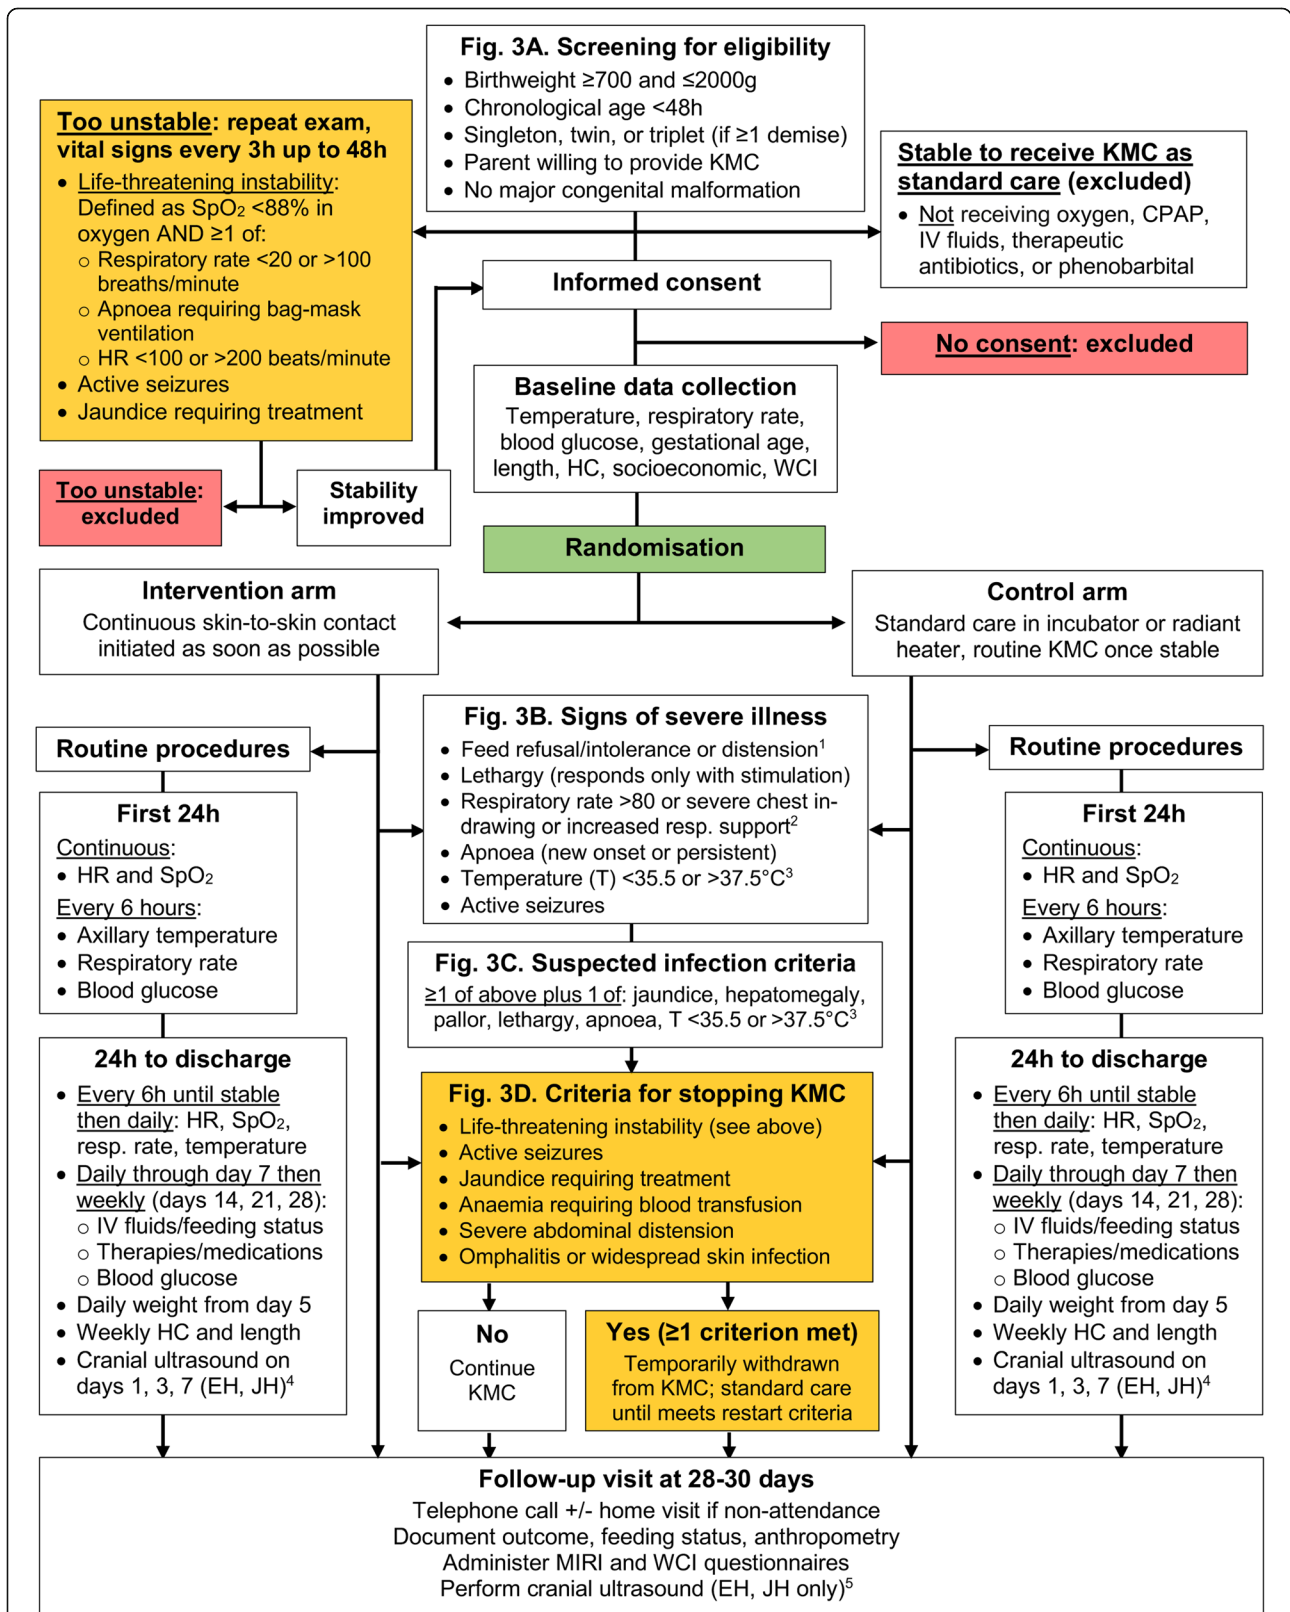 Fig. 3A. Screening for eligibility
• Birthweight ≥700 and ≤2000g
• Chronological age <48h
• Singleton, twin, or triplet (if ≥1 demise)
• Parent willing to provide KMC
• No major congenital malformation
Too unstable: repeat exam,
vital signs every 3h up to 48h
• Life-threatening instability:
Defined as SpO₂ <88% in
oxygen AND ≥1 of:
○ Respiratory rate <20 or >100
breaths/minute
○ Apnoea requiring bag-mask
ventilation
○ HR <100 or >200 beats/minute
• Active seizures
• Jaundice requiring treatment
Stable to receive KMC as
standard care (excluded)
• Not receiving oxygen, CPAP,
IV fluids, therapeutic
antibiotics, or phenobarbital
Informed consent
No consent: excluded
Baseline data collection
Temperature, respiratory rate,
blood glucose, gestational age,
length, HC, socioeconomic, WCI
Too unstable:
excluded
Stability
improved
Randomisation
Intervention arm
Continuous skin-to-skin contact
initiated as soon as possible
Control arm
Standard care in incubator or radiant
heater, routine KMC once stable
Routine procedures
First 24h
Continuous:
• HR and SpO₂
Every 6 hours:
• Axillary temperature
• Respiratory rate
• Blood glucose
24h to discharge
• Every 6h until stable
then daily: HR, SpO₂,
resp. rate, temperature
• Daily through day 7 then
weekly (days 14, 21, 28):
○ IV fluids/feeding status
○ Therapies/medications
○ Blood glucose
• Daily weight from day 5
• Weekly HC and length
• Cranial ultrasound on
days 1, 3, 7 (EH, JH)⁴
Fig. 3B. Signs of severe illness
• Feed refusal/intolerance or distension¹
• Lethargy (responds only with stimulation)
• Respiratory rate >80 or severe chest in-
drawing or increased resp. support²
• Apnoea (new onset or persistent)
• Temperature (T) <35.5 or >37.5°C³
• Active seizures
Fig. 3C. Suspected infection criteria
≥1 of above plus 1 of: jaundice, hepatomegaly,
pallor, lethargy, apnoea, T <35.5 or >37.5°C³
Fig. 3D. Criteria for stopping KMC
• Life-threatening instability (see above)
• Active seizures
• Jaundice requiring treatment
• Anaemia requiring blood transfusion
• Severe abdominal distension
• Omphalitis or widespread skin infection
No
Continue
KMC
Yes (≥1 criterion met)
Temporarily withdrawn
from KMC; standard care
until meets restart criteria
Routine procedures
First 24h
Continuous:
• HR and SpO₂
Every 6 hours:
• Axillary temperature
• Respiratory rate
• Blood glucose
24h to discharge
• Every 6h until stable
then daily: HR, SpO₂,
resp. rate, temperature
• Daily through day 7 then
weekly (days 14, 21, 28):
○ IV fluids/feeding status
○ Therapies/medications
○ Blood glucose
• Daily weight from day 5
• Weekly HC and length
• Cranial ultrasound on
days 1, 3, 7 (EH, JH)⁴
Follow-up visit at 28-30 days
Telephone call +/- home visit if non-attendance
Document outcome, feeding status, anthropometry
Administer MIRI and WCI questionnaires
Perform cranial ultrasound (EH, JH only)⁵